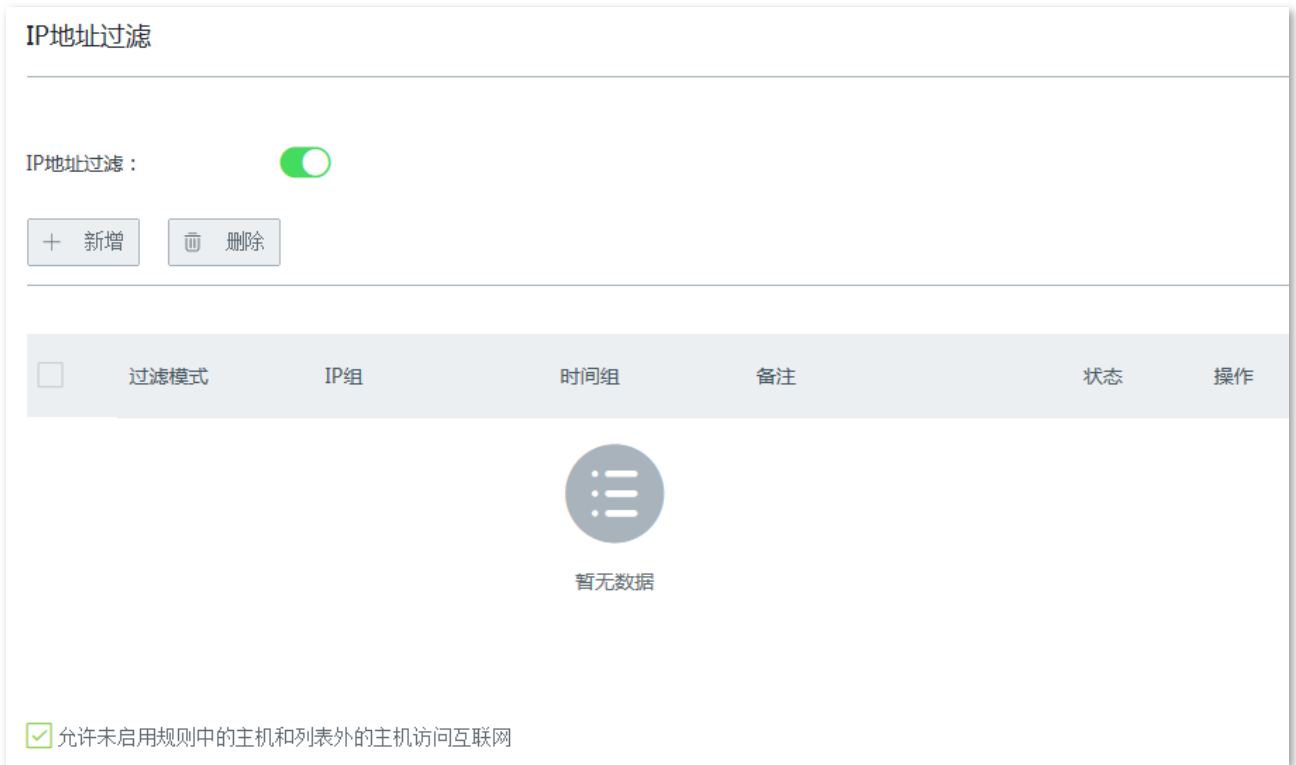 IP地址过滤
IP地址过滤：
新增 删除
过滤模式 IP组 时间组 备注 状态 操作
暂无数据
允许未启用规则中的主机和列表外的主机访问互联网